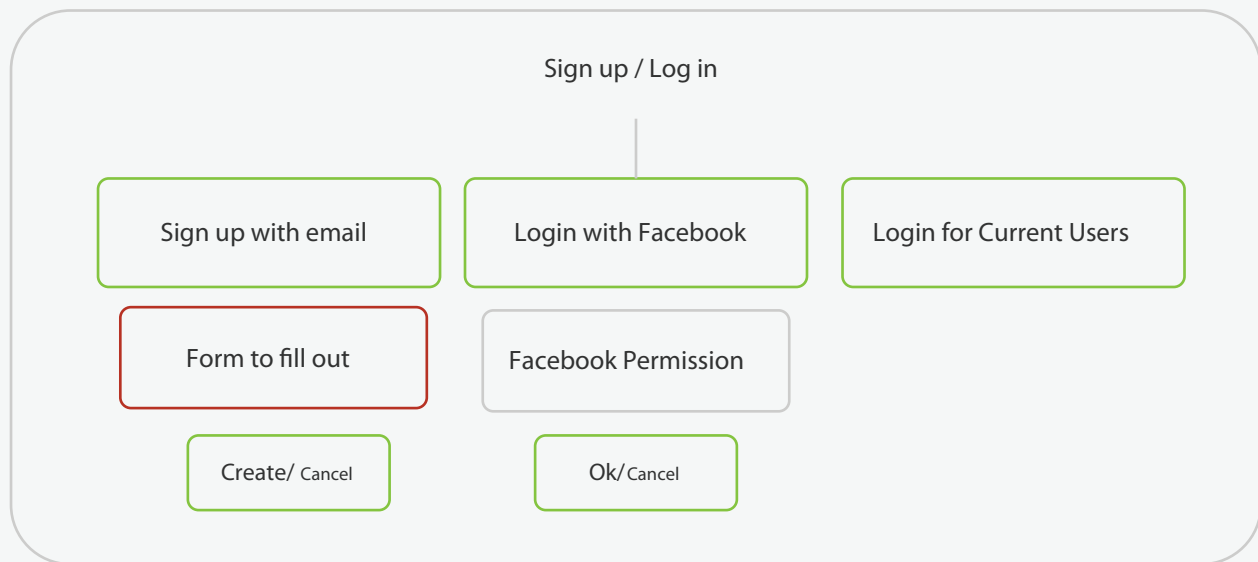 Sign up / Log in
Sign up with email
Login with Facebook
Login for Current Users
Form to fill out
Facebook Permission
Create/ Cancel
Ok/Cancel